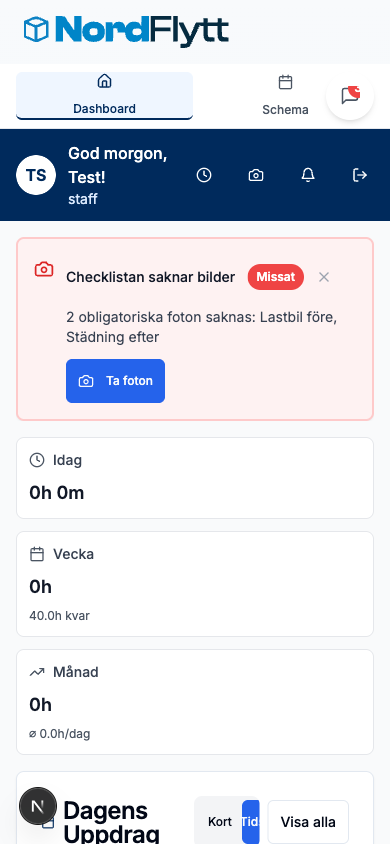 NordFlytt
Dashboard
Schema
TS
God morgon,
Test!
staff
Checklistan saknar bilder
Missat
2 obligatoriska foton saknas: Lastbil före,
Städning efter
Ta foton
Idag
0h 0m
Vecka
0h
40.0h kvar
Månad
0h
⌀ 0.0h/dag
N
Dagens
Uppdrag
Kort
Tid
Visa alla